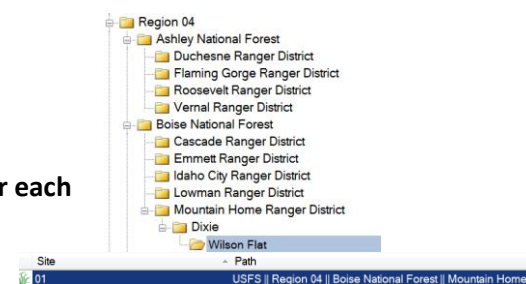 Region 04
Ashley National Forest
Duchesne Ranger District
Flaming Gorge Ranger District
Roosevelt Ranger District
Vernal Ranger District
Boise National Forest
Cascade Ranger District
Emmett Ranger District
Idaho City Ranger District
r each
Lowman Ranger District
Mountain Home Ranger District
Dixie
Wilson Flat
Site Path
01 USFS || Region 04 || Boise National Forest || Mountain Home